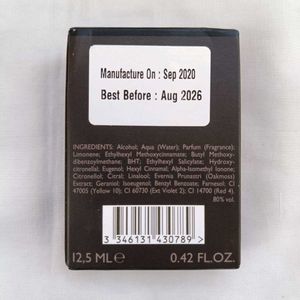 Manufacture On : Sep 2020
Best Before : Aug 2026
INGREDIENTS: Alcohol; Aqua (Water); Parfum (Fragrance);
Limonene; Ethylhexyl Methoxycinnamate; Butyl Methoxy-
dibenzoylmethane; BHT; Ethylhexyl Salicylate; Hydroxy-
citronellal; Eugenol; Hexyl Cinnamal; Alpha-Isomethyl Ionone;
Citronellol; Citral; Linalool; Evernia Prunastri (Oakmoss)
Extract; Geraniol; Isoeugenol; Benzyl Benzoate; Farnesol; CI
47005 (Yellow 10); CI 60730 (Ext Violet 2); CI 14700 (Red 4).
80% vol.
3 346131 430789 >
12,5 ML ℮ 0.42 FL.OZ.